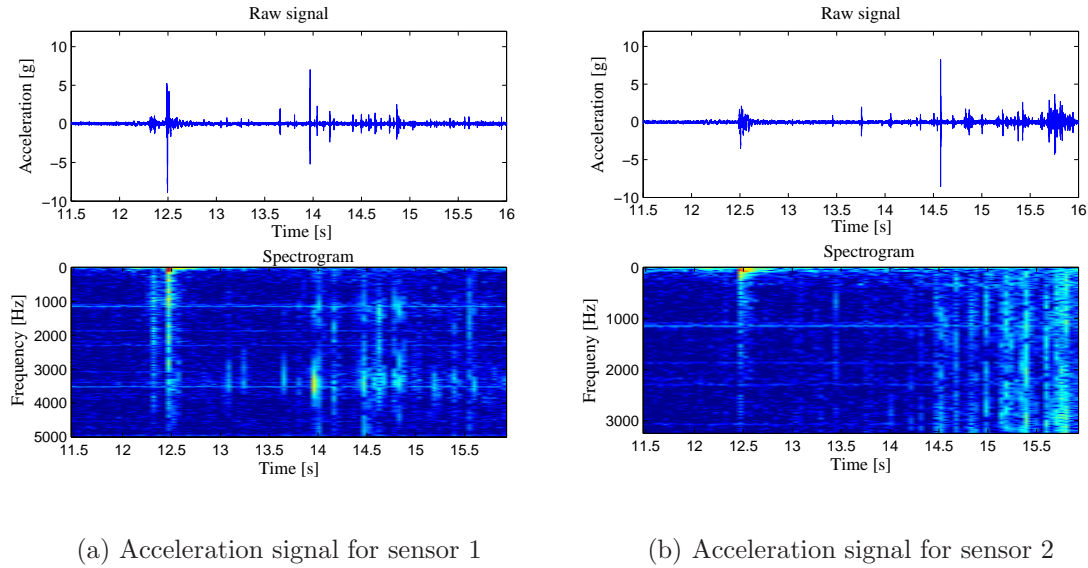 Raw signal
10
5
0
−5
−10
Acceleration [g]
11.5 12 12.5 13 13.5 14 14.5 15 15.5 16
Time [s]
Spectrogram
0
1000
2000
3000
4000
5000
Frequency [Hz]
11.5 12 12.5 13 13.5 14 14.5 15 15.5
Time [s]
(a) Acceleration signal for sensor 1
Raw signal
10
5
0
−5
−10
Acceleration [g]
11.5 12 12.5 13 13.5 14 14.5 15 15.5 16
Time [s]
Spectrogram
0
1000
2000
3000
Frequeny [Hz]
11.5 12 12.5 13 13.5 14 14.5 15 15.5
Time [s]
(b) Acceleration signal for sensor 2